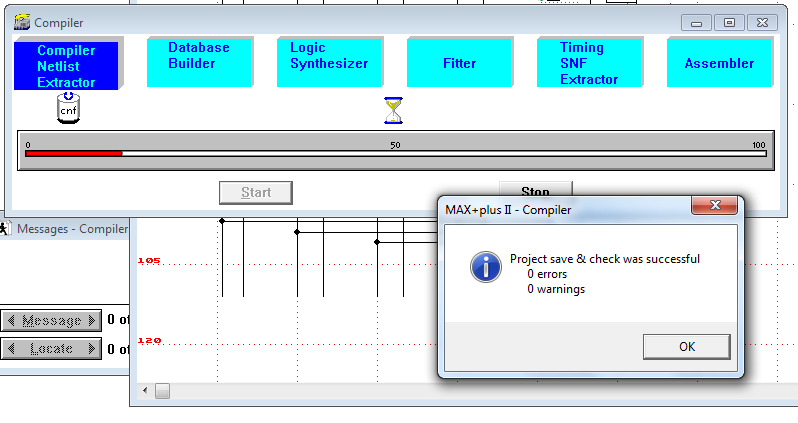 Compiler
Compiler
Netlist
Extractor
Database
Builder
Logic
Synthesizer
Fitter
Timing
SNF
Extractor
Assembler
cnf
0
50
100
Start
Stop
Messages - Compiler
Message
0 of
Locate
0 of
105
120
MAX+plus II - Compiler
Project save & check was successful
0 errors
0 warnings
OK